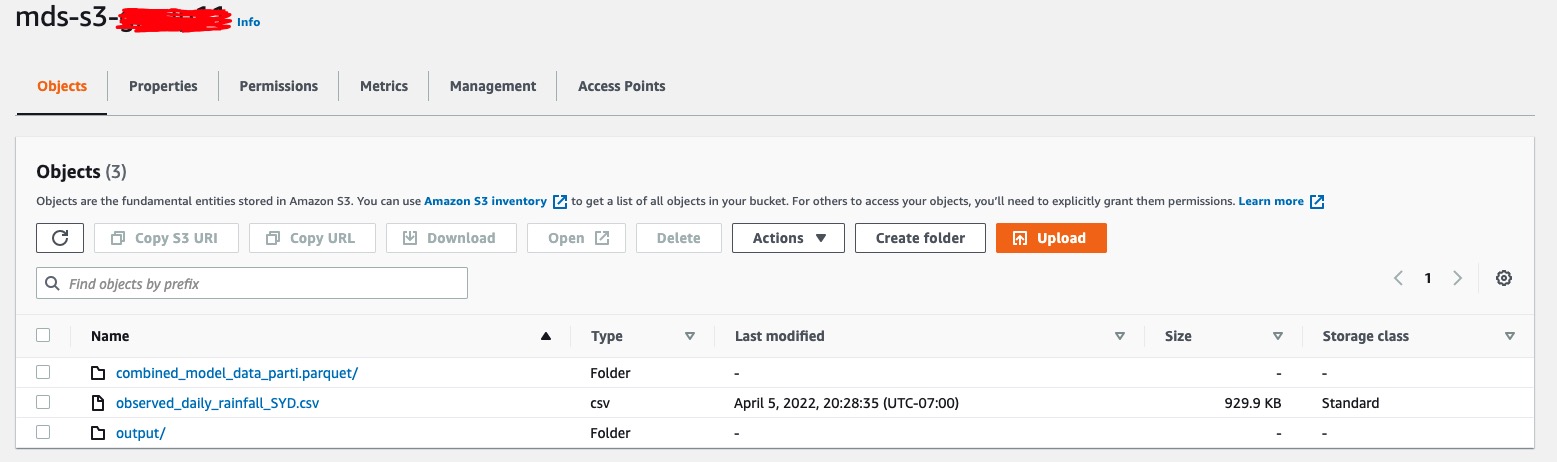 mds-s3- Info
Objects Properties Permissions Metrics Management Access Points
Objects (3)
Objects are the fundamental entities stored in Amazon S3. You can use Amazon S3 inventory to get a list of all objects in your bucket. For others to access your objects, you'll need to explicitly grant them permissions. Learn more
Copy S3 URI Copy URL Download Open Delete Actions Create folder Upload
Find objects by prefix 1
Name Type Last modified Size Storage class
combined_model_data_parti.parquet/ Folder - - -
observed_daily_rainfall_SYD.csv csv April 5, 2022, 20:28:35 (UTC-07:00) 929.9 KB Standard
output/ Folder - - -